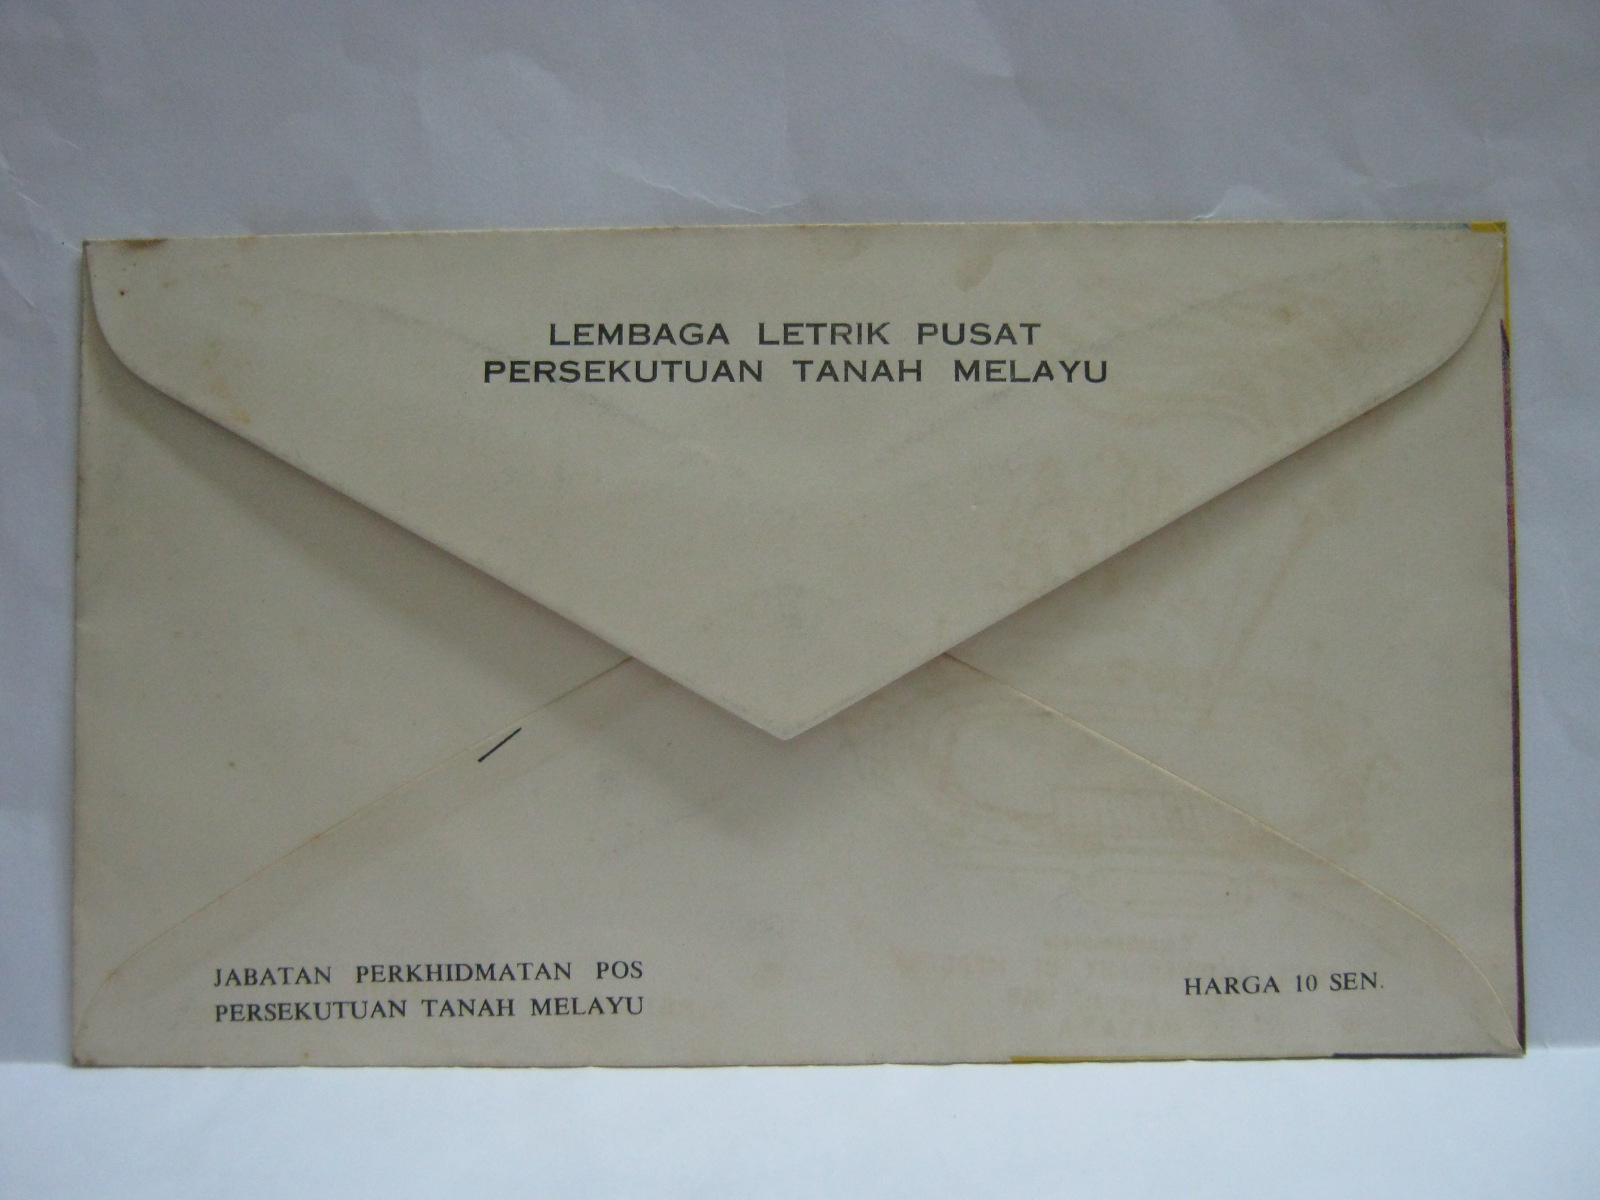 LEMBAGA LETRIK PUSAT
PERSEKUTUAN TANAH MELAYU
JABATAN PERKHIDMATAN POS
PERSEKUTUAN TANAH MELAYU
HARGA 10 SEN.